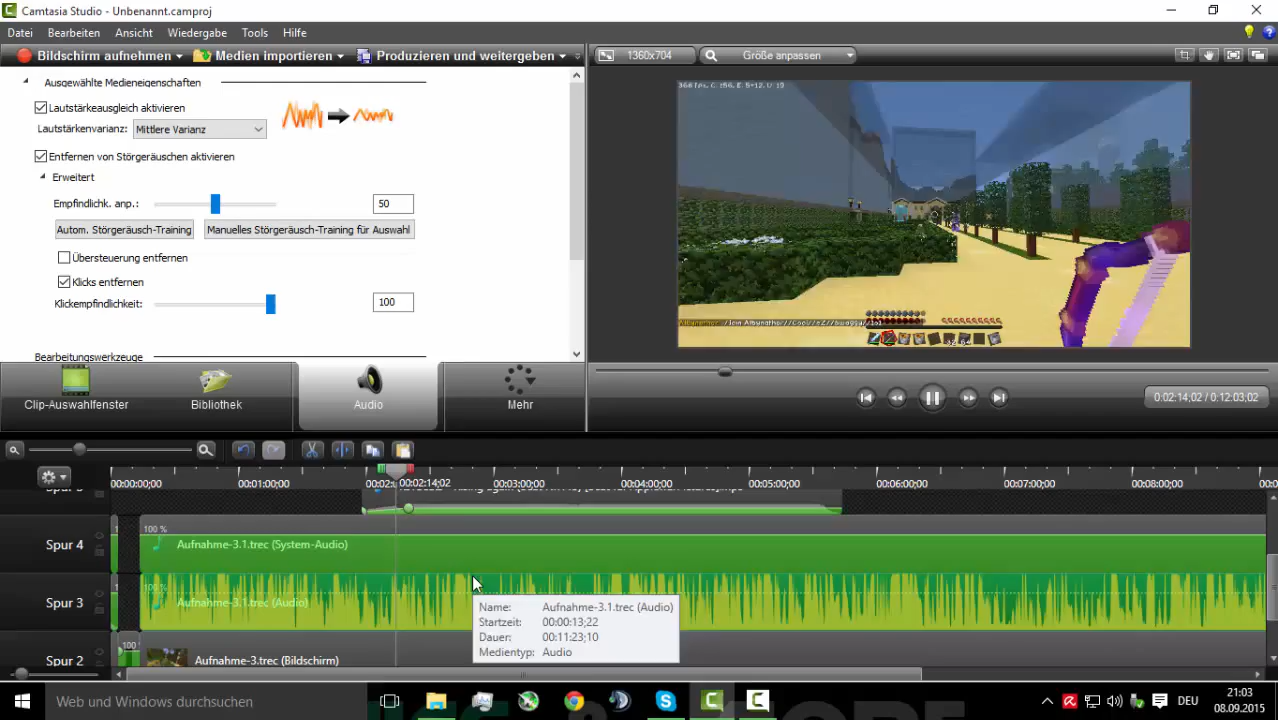 Camtasia Studio - Unbenannt.camproj
Datei Bearbeiten Ansicht Wiedergabe Tools Hilfe
Bildschirm aufnehmen Medien importieren Produzieren und weitergeben
1360x704 Größe anpassen
Ausgewählte Medieneigenschaften
Lautstärkeausgleich aktivieren
Lautstärkenvarianz: Mittlere Varianz
Entfernen von Störgeräuschen aktivieren
Erweitert
Empfindlichk. anp.: 50
Autom. Störgeräusch-Training Manuelles Störgeräusch-Training für Auswahl
Übersteuerung entfernen
Klicks entfernen
Klickempfindlichkeit: 100
Bearbeitungswerkzeuge
Clip-Auswahlfenster Bibliothek Audio Mehr
0:02:14;02 / 0:12:03;02
00:00:00;00 00:01:00;00 00:02:14;02 00:03:00;00 00:04:00;00 00:05:00;00 00:06:00;00 00:07:00;00 00:08:00;00
Spur 4 100 % Aufnahme-3.1.trec (System-Audio)
Spur 3 100 % Aufnahme-3.1.trec (Audio)
Name: Aufnahme-3.1.trec (Audio)
Startzeit: 00:00:13;22
Dauer: 00:11:23;10
Medientyp: Audio
Spur 2 100 Aufnahme-3.trec (Bildschirm)
Web und Windows durchsuchen
DEU
21:03
08.09.2015